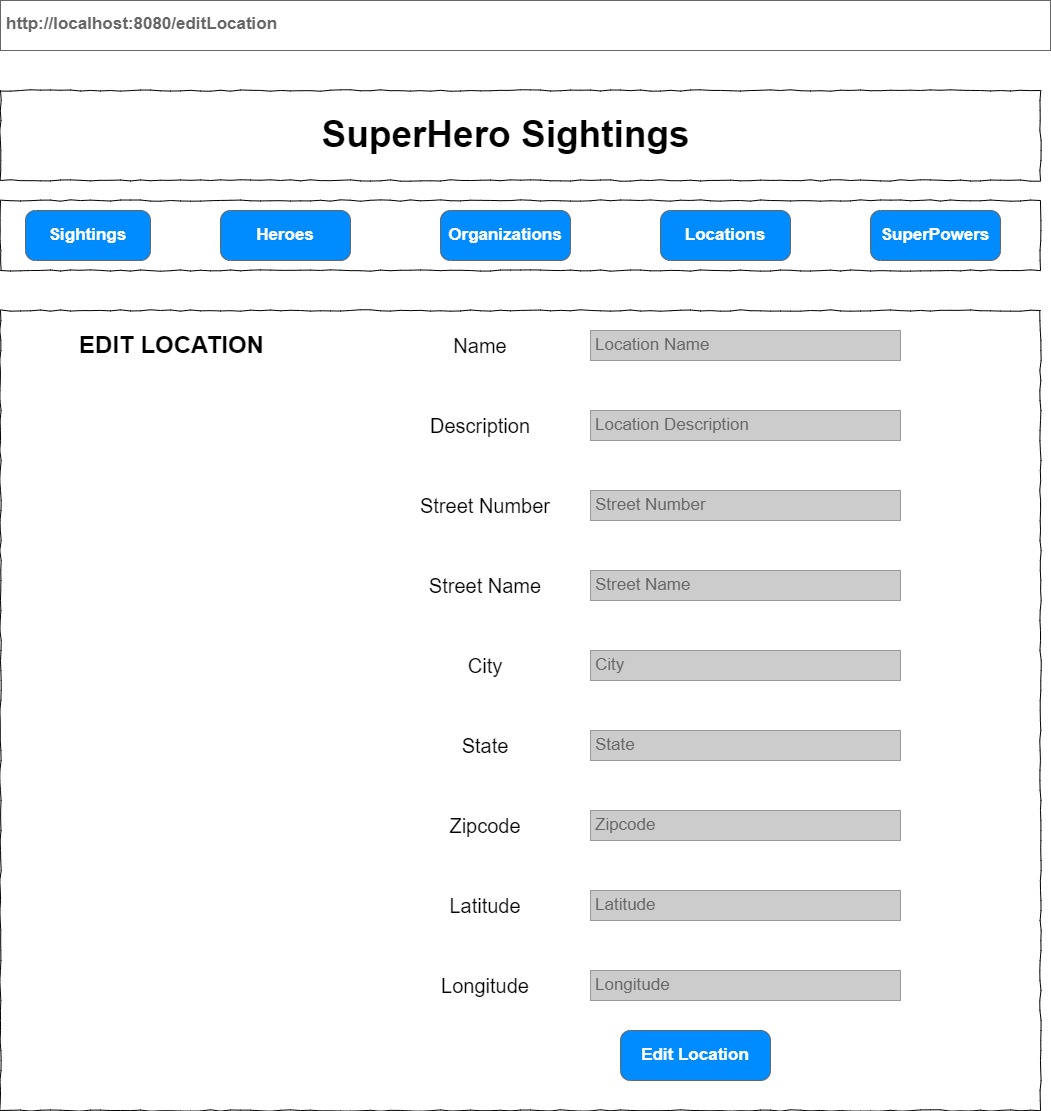 http://localhost:8080/editLocation
SuperHero Sightings
Sightings Heroes Organizations Locations SuperPowers
EDIT LOCATION
Name Location Name
Description Location Description
Street Number Street Number
Street Name Street Name
City City
State State
Zipcode Zipcode
Latitude Latitude
Longitude Longitude
Edit Location